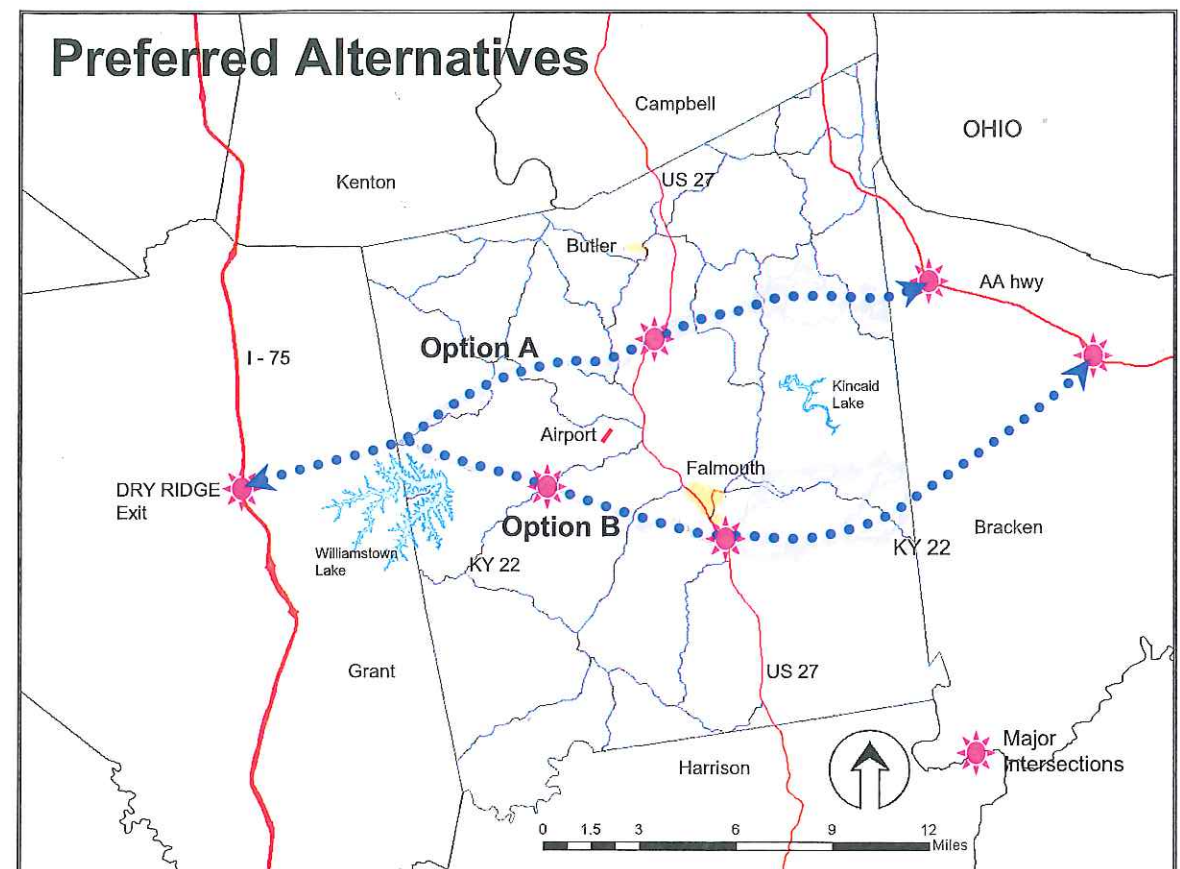 Preferred Alternatives
Campbell
OHIO
Kenton
US 27
Butler
AA hwy
Option A
I - 75
Kincald
Lake
Airport
Falmouth
DRY RIDGE
Exit
Option B
Bracken
Williamstown
Lake
KY 22
KY 22
Grant
US 27
Major
Intersections
Harrison
0 1.5 3 6 9 12
Miles